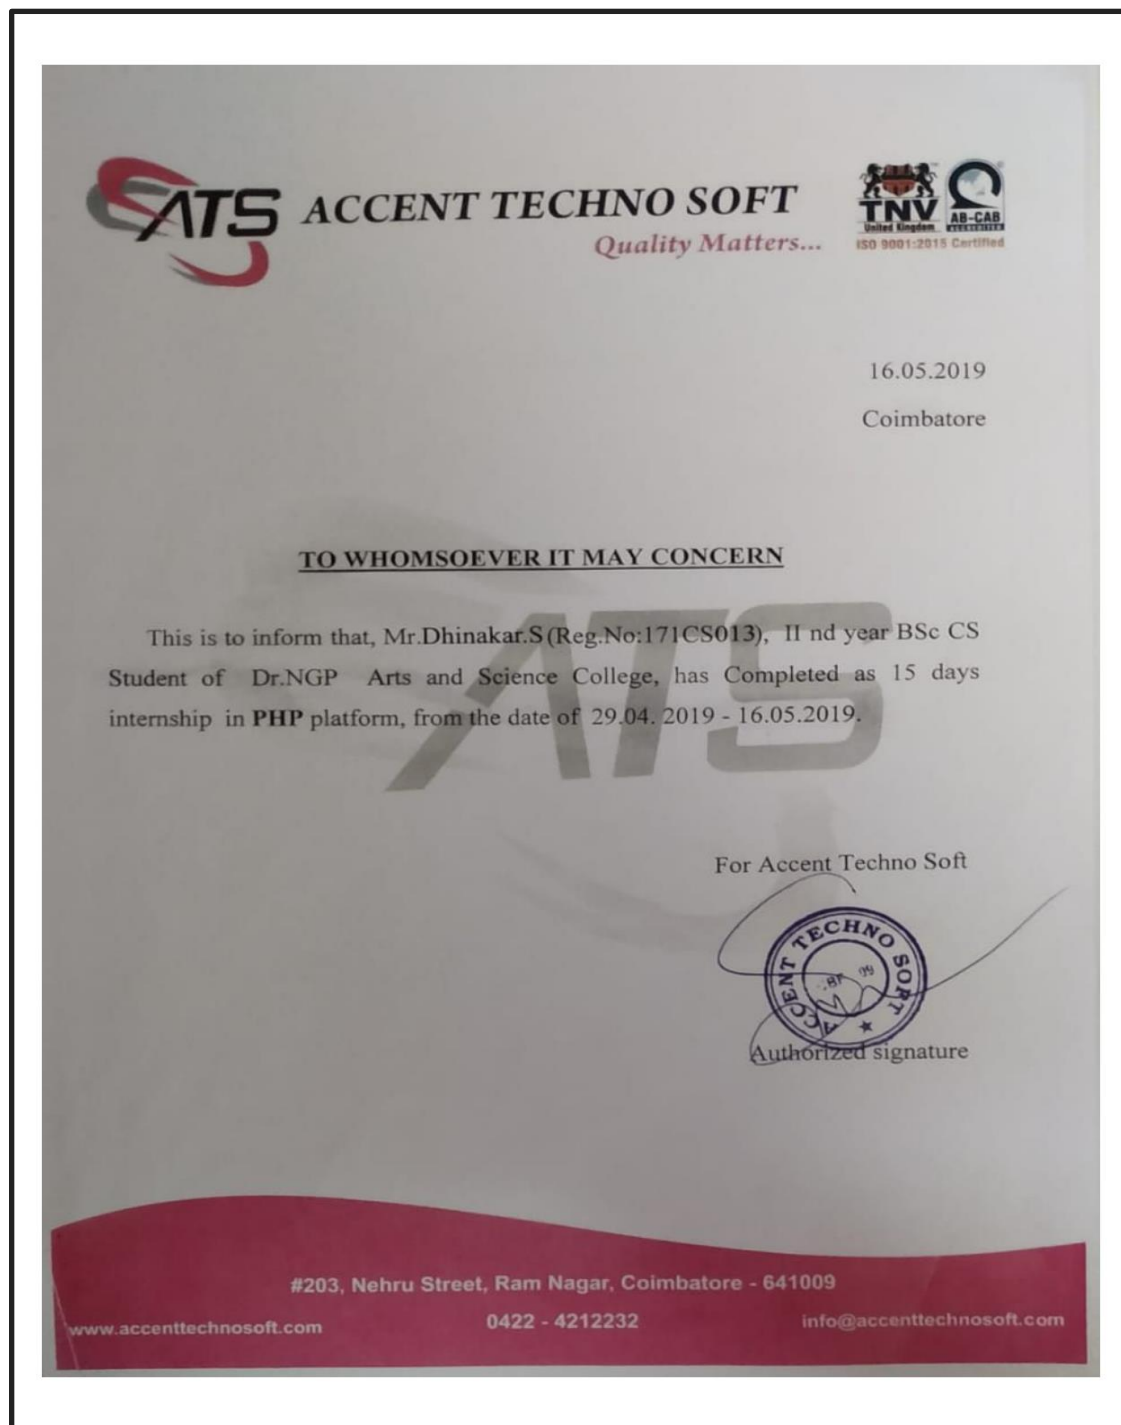 ATS ACCENT TECHNO SOFT
Quality Matters...
TNV
United Kingdom
AB-CAB
ACCREDITED
ISO 9001:2015 Certified
16.05.2019
Coimbatore
TO WHOMSOEVER IT MAY CONCERN
This is to inform that, Mr.Dhinakar.S(Reg.No:171CS013), II nd year BSc CS
Student of Dr.NGP Arts and Science College, has Completed as 15 days
internship in PHP platform, from the date of 29.04. 2019 - 16.05.2019.
ATS
For Accent Techno Soft
ACCENT TECHNO SOFT
Authorized signature
#203, Nehru Street, Ram Nagar, Coimbatore - 641009
www.accenttechnosoft.com
0422 - 4212232
info@accenttechnosoft.com